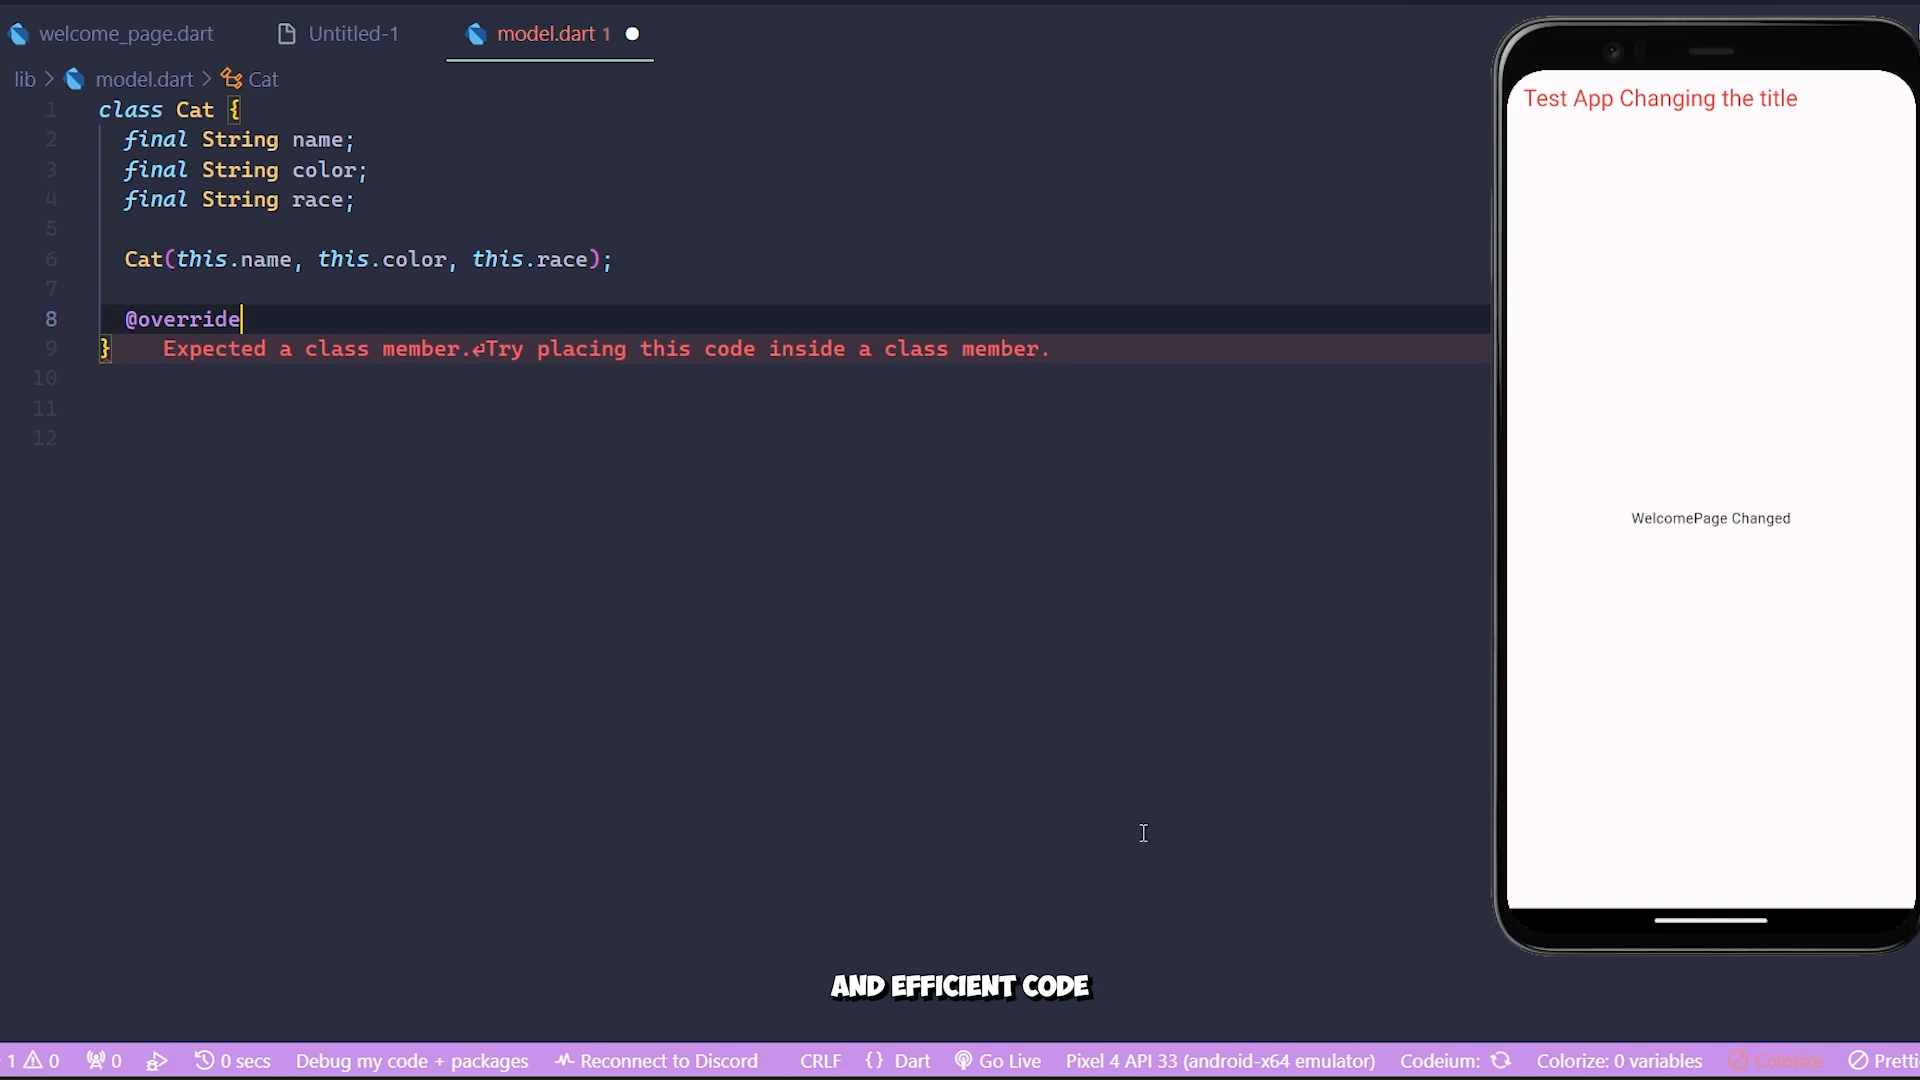 welcome_page.dart Untitled-1 model.dart 1
lib > model.dart > Cat
1 class Cat {
2 final String name;
3 final String color;
4 final String race;
5
6 Cat(this.name, this.color, this.race);
7
8 @override
9 } Expected a class member.⏎Try placing this code inside a class member.
10
11
12
Test App Changing the title
WelcomePage Changed
AND EFFICIENT CODE
1 0 0 0 secs Debug my code + packages Reconnect to Discord CRLF {} Dart Go Live Pixel 4 API 33 (android-x64 emulator) Codeium: Colorize: 0 variables Colorize Pretti